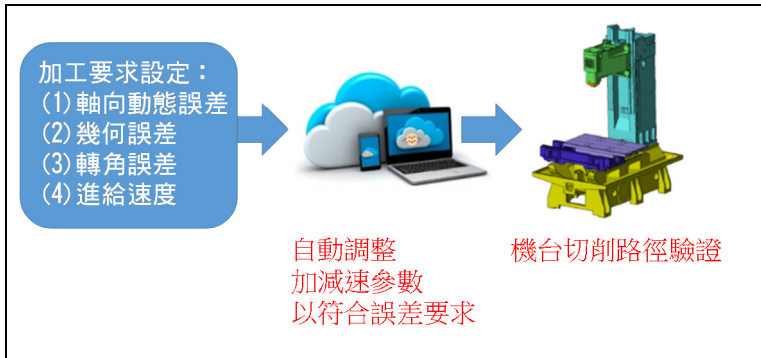 加工要求設定：
(1)軸向動態誤差
(2)幾何誤差
(3)轉角誤差
(4)進給速度
自動調整
加減速參數
以符合誤差要求
機台切削路徑驗證